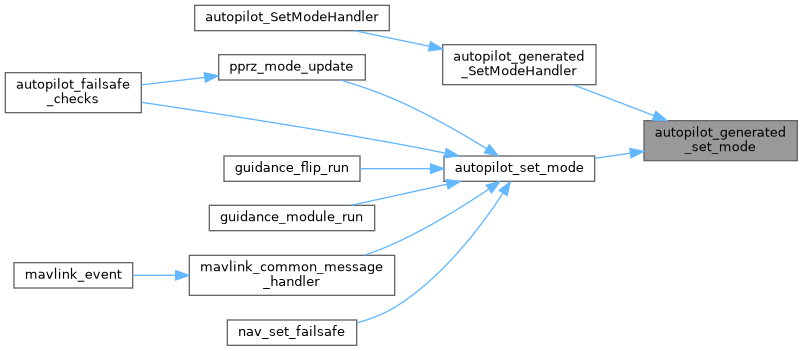 autopilot_SetModeHandler
autopilot_generated
_SetModeHandler
pprz_mode_update
autopilot_failsafe
_checks
autopilot_generated
_set_mode
guidance_flip_run
autopilot_set_mode
guidance_module_run
mavlink_event
mavlink_common_message
_handler
nav_set_failsafe